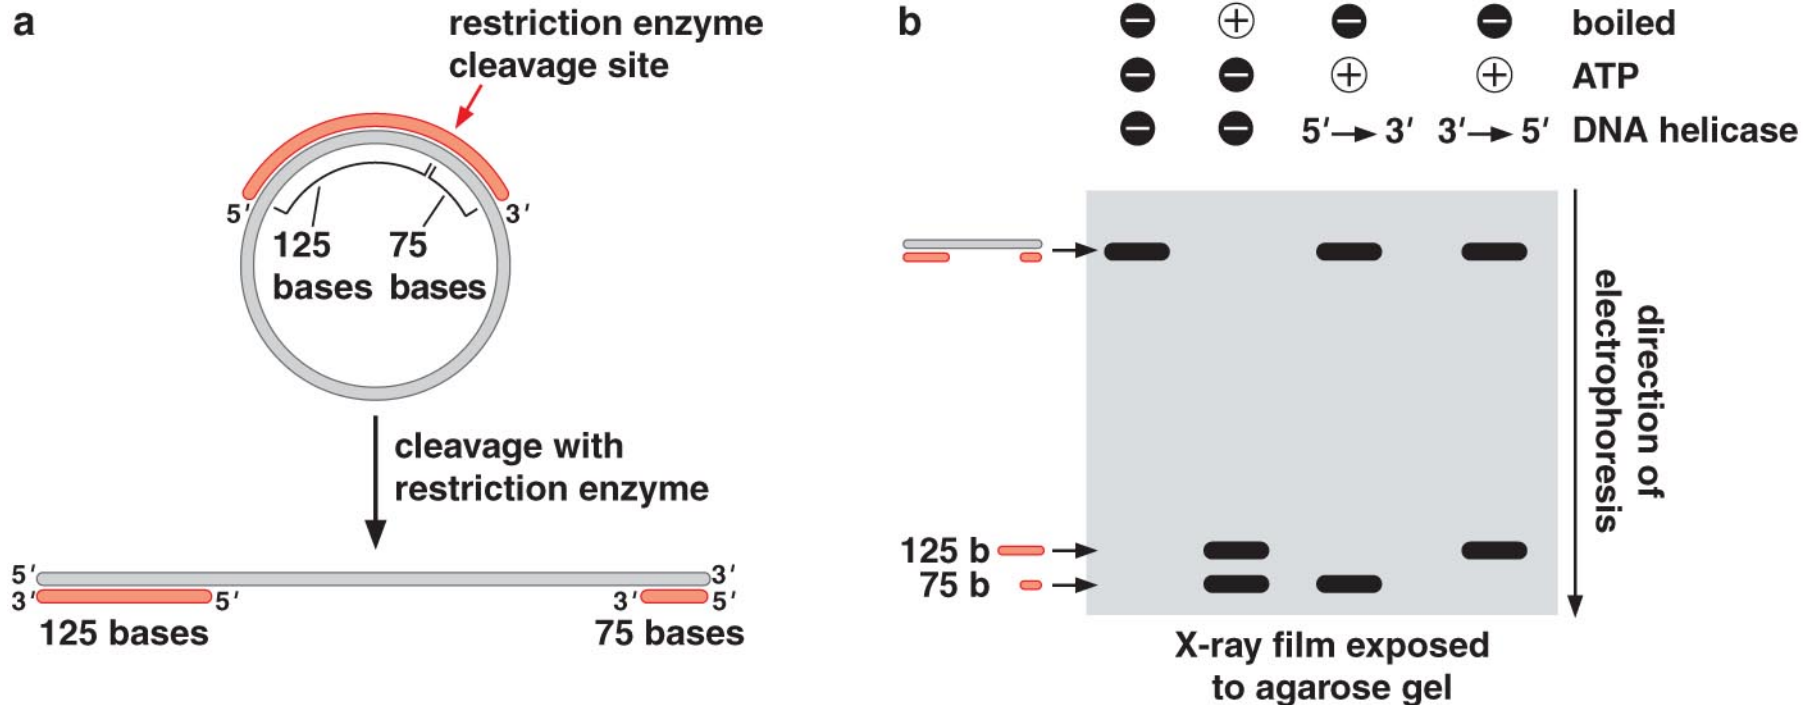 a
restriction enzyme
cleavage site
5′
3′
125
bases
75
bases
cleavage with
restriction enzyme
5′
3′
3′
5′
3′
5′
125 bases
75 bases
b
− + − − boiled
− − + + ATP
− − 5′→3′ 3′→5′ DNA helicase
125 b
75 b
direction of
electrophoresis
X-ray film exposed
to agarose gel